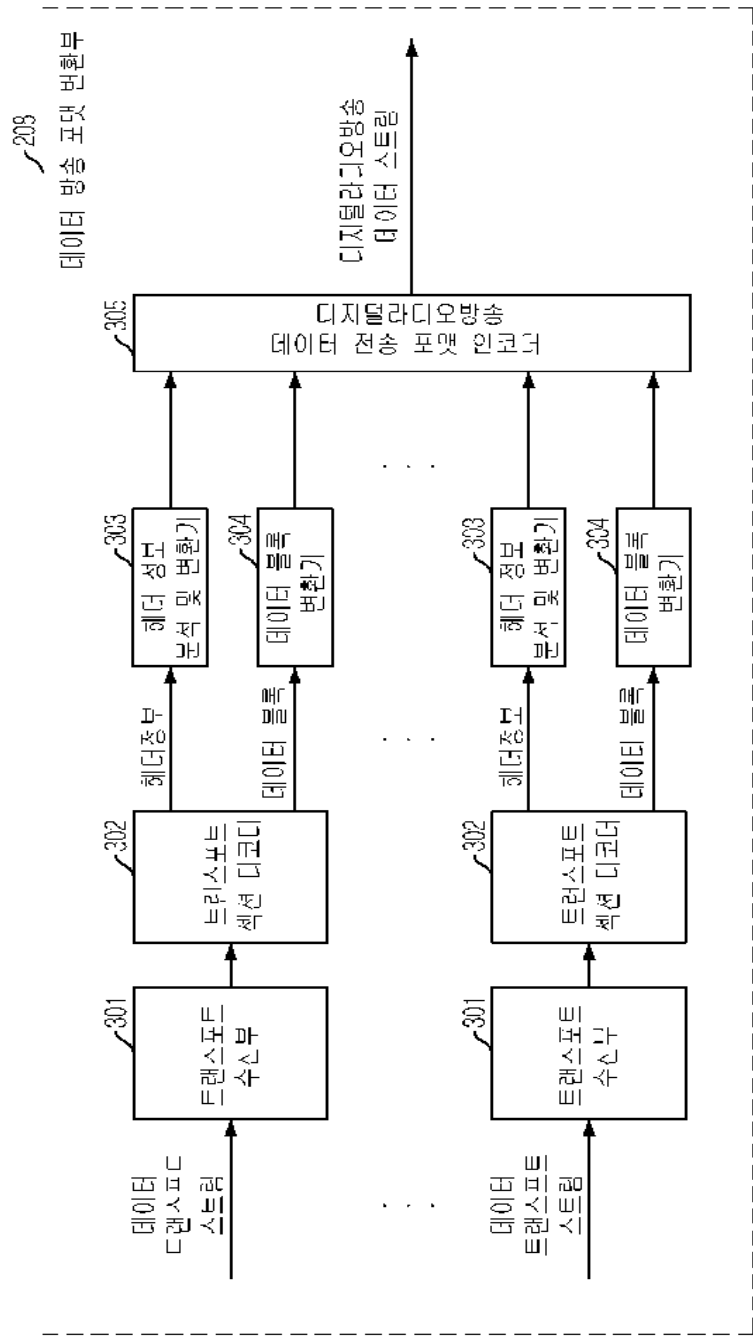 208
데이터 방송 포맷 변환부
데이터
트랜스포트
스트림
301
트랜스포트
수신부
302
트랜스포트
섹션 디코더
헤더정보
데이터 블록
303
헤더 정보
분석 및 변환기
304
데이터 블록
변환기
305
디지털라디오방송
데이터 전송 포맷 인코더
디지털라디오방송
데이터 스트림
. . .
. . .
. . .
데이터
트랜스포트
스트림
301
트랜스포트
수신부
302
트랜스포트
섹션 디코더
헤더정보
데이터 블록
303
헤더 정보
분석 및 변환기
304
데이터 블록
변환기